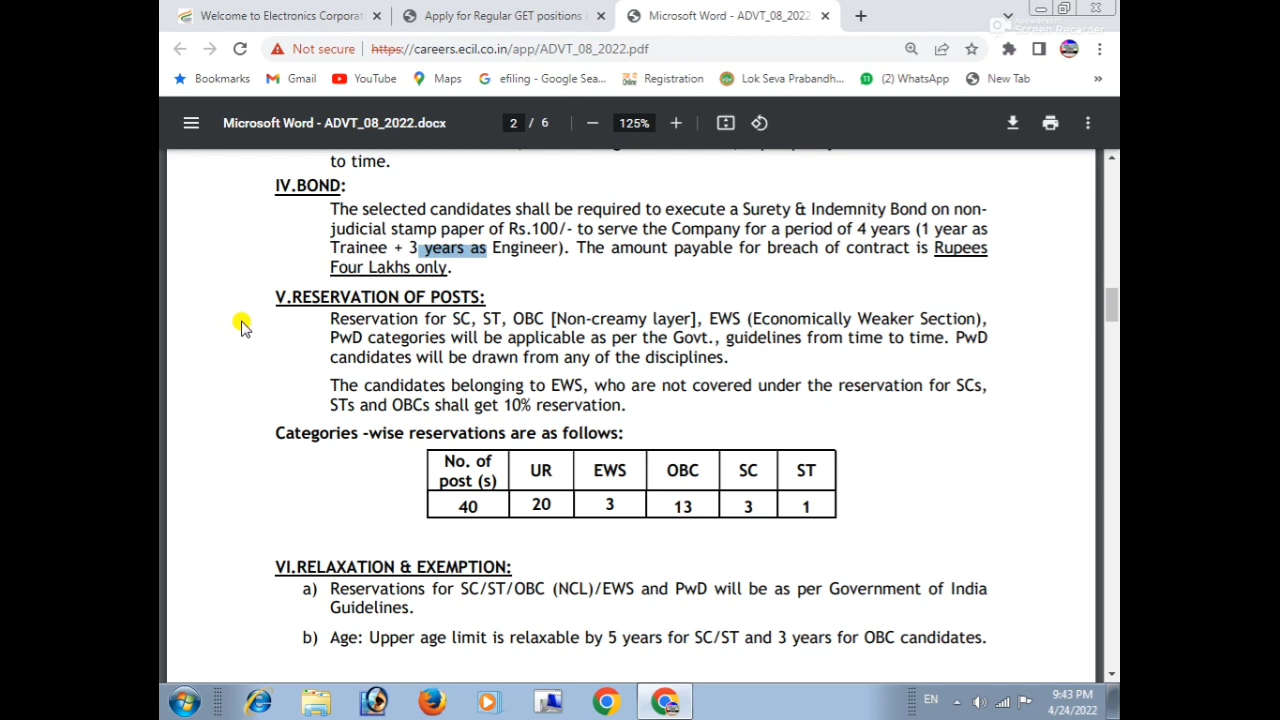 Welcome to Electronics Corporat
Apply for Regular GET positions
Microsoft Word - ADVT_08_2022
Apowersoft
Screen Recorder
Not secure
https://careers.ecil.co.in/app/ADVT_08_2022.pdf
Bookmarks
Gmail
YouTube
Maps
efiling - Google Sea...
Registration
Lok Seva Prabandh...
(2) WhatsApp
New Tab
»
Microsoft Word - ADVT_08_2022.docx
2 / 6
125%
to time.
IV.BOND:
The selected candidates shall be required to execute a Surety & Indemnity Bond on non-
judicial stamp paper of Rs.100/- to serve the Company for a period of 4 years (1 year as
Trainee + 3 years as Engineer). The amount payable for breach of contract is Rupees
Four Lakhs only.
V.RESERVATION OF POSTS:
Reservation for SC, ST, OBC [Non-creamy layer], EWS (Economically Weaker Section),
PwD categories will be applicable as per the Govt., guidelines from time to time. PwD
candidates will be drawn from any of the disciplines.
The candidates belonging to EWS, who are not covered under the reservation for SCs,
STs and OBCs shall get 10% reservation.
Categories -wise reservations are as follows:
No. of
post (s) UR EWS OBC SC ST
40 20 3 13 3 1
VI.RELAXATION & EXEMPTION:
a) Reservations for SC/ST/OBC (NCL)/EWS and PwD will be as per Government of India
Guidelines.
b) Age: Upper age limit is relaxable by 5 years for SC/ST and 3 years for OBC candidates.
EN
9:43 PM
4/24/2022